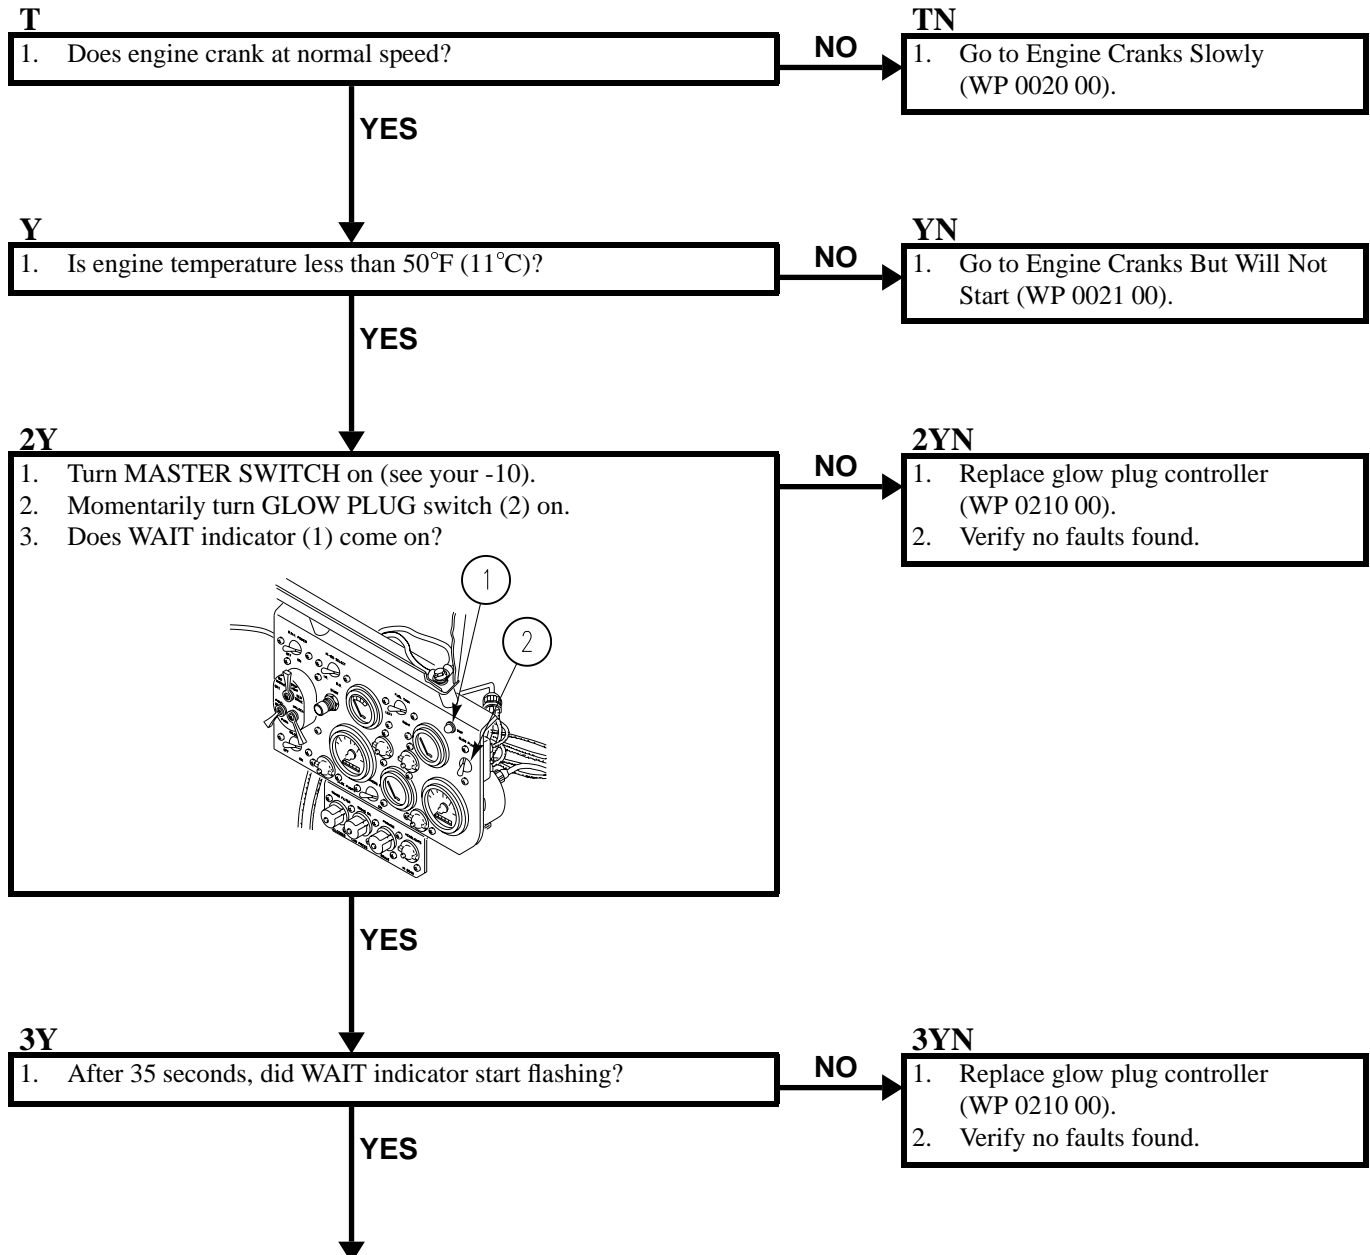 T
1. Does engine crank at normal speed?
NO
TN
1. Go to Engine Cranks Slowly
(WP 0020 00).
YES
Y
1. Is engine temperature less than 50°F (11°C)?
NO
YN
1. Go to Engine Cranks But Will Not
Start (WP 0021 00).
YES
2Y
1. Turn MASTER SWITCH on (see your -10).
2. Momentarily turn GLOW PLUG switch (2) on.
3. Does WAIT indicator (1) come on?
1
2
NO
2YN
1. Replace glow plug controller
(WP 0210 00).
2. Verify no faults found.
YES
3Y
1. After 35 seconds, did WAIT indicator start flashing?
NO
3YN
1. Replace glow plug controller
(WP 0210 00).
2. Verify no faults found.
YES